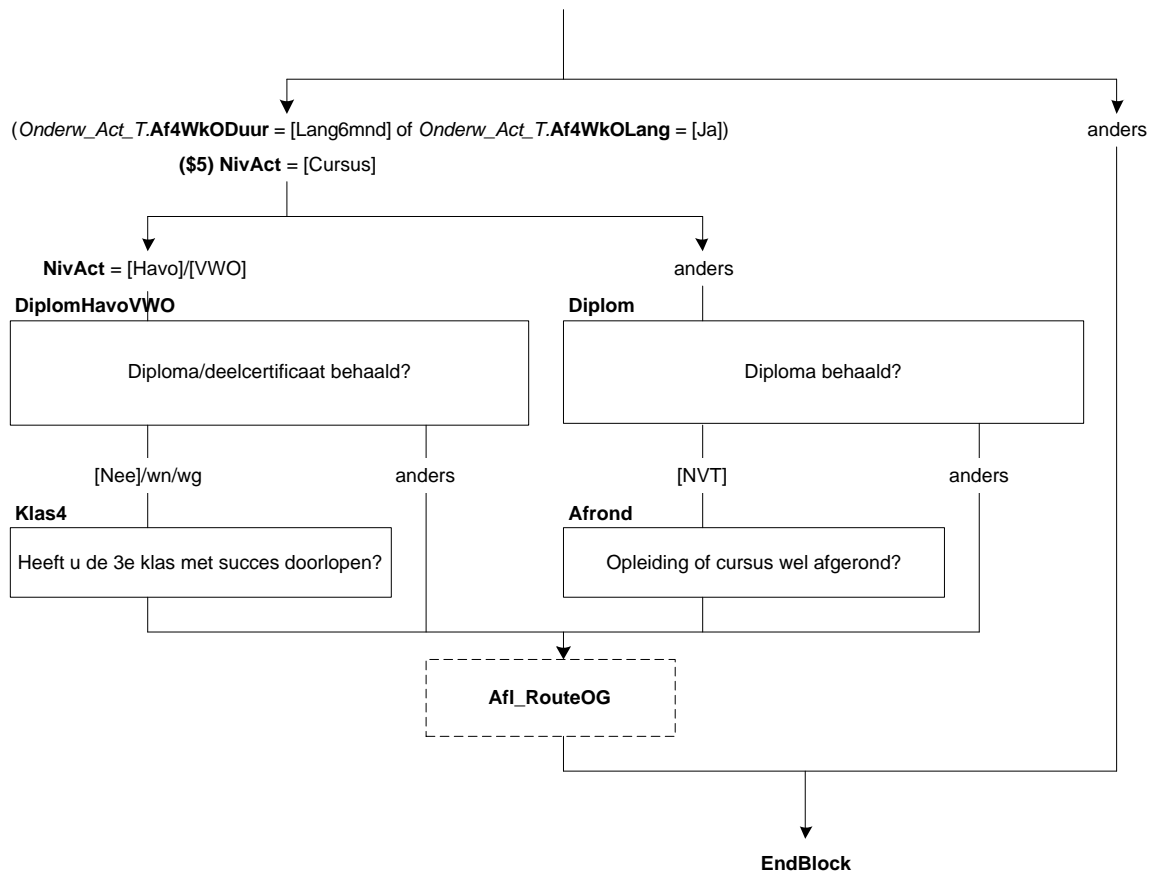 (Onderw_Act_T.Af4WkODuur = [Lang6mnd] of Onderw_Act_T.Af4WkOLang = [Ja])
anders
($5) NivAct = [Cursus]
NivAct = [Havo]/[VWO]
anders
DiplomHavoVWO
Diplom
Diploma/deelcertificaat behaald?
Diploma behaald?
[Nee]/wn/wg
anders
[NVT]
anders
Klas4
Afrond
Heeft u de 3e klas met succes doorlopen?
Opleiding of cursus wel afgerond?
Afl_RouteOG
EndBlock